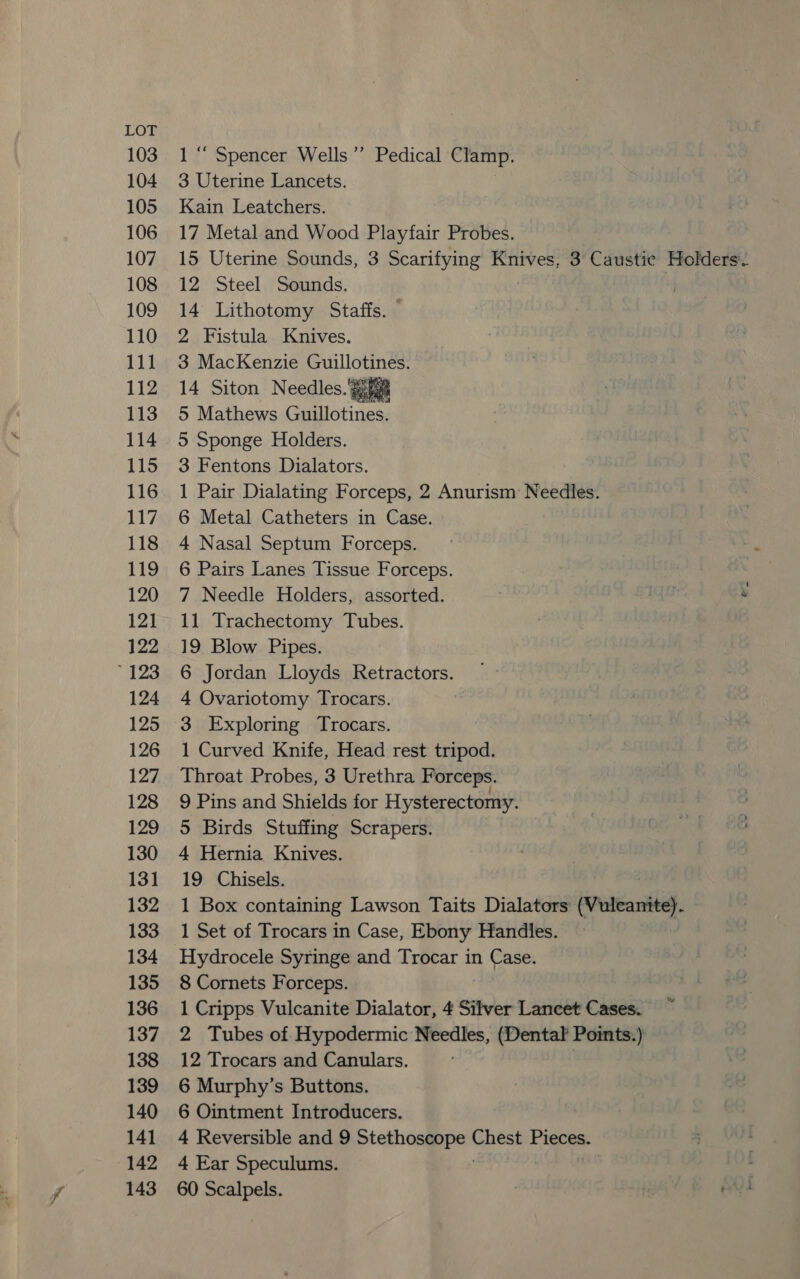 LOT
103 1 “ Spencer Wells ” Pedical Clamp.
104 3 Uterine Lancets.
105 Kain Leatchers.
106 17 Metal and Wood Playfair Probes.
107 15 Uterine Sounds, 3 Scarifying Knives, 3 Caustic Holders.
108 12 Steel Sounds.
109 14 Lithotomy Staffs.
110 2 Fistula Knives.
111 3 MacKenzie Guillotines.
112 14 Siton Needles.
113 5 Mathews Guillotines.
114 5 Sponge Holders.
115 3 Fentons Dialators.
116 1 Pair Dialating Forceps, 2 Anurism Needles.
117 6 Metal Catheters in Case.
118 4 Nasal Septum Forceps.
119 6 Pairs Lanes Tissue Forceps.
120 7 Needle Holders, assorted.
121 11 Trachectomy Tubes.
122 19 Blow Pipes.
123 6 Jordan Lloyds Retractors.
124 4 Ovariotomy Trocars.
125 3 Exploring Trocars.
126 1 Curved Knife, Head rest tripod.
127 Throat Probes, 3 Urethra Forceps.
128 9 Pins and Shields for Hysterectomy.
129 5 Birds Stuffing Scrapers.
130 4 Hernia Knives.
131 19 Chisels.
132 1 Box containing Lawson Taits Dialators (Vulcanite).
133 1 Set of Trocars in Case, Ebony Handles.
134 Hydrocele Syringe and Trocar in Case.
135 8 Cornets Forceps.
136 1 Cripps Vulcanite Dialator, 4 Silver Lancet Cases.
137 2 Tubes of Hypodermic Needles, (Dental Points.)
138 12 Trocars and Canulars.
139 6 Murphy’s Buttons.
140 6 Ointment Introducers.
141 4 Reversible and 9 Stethoscope Chest Pieces.
142 4 Ear Speculums.
143 60 Scalpels.